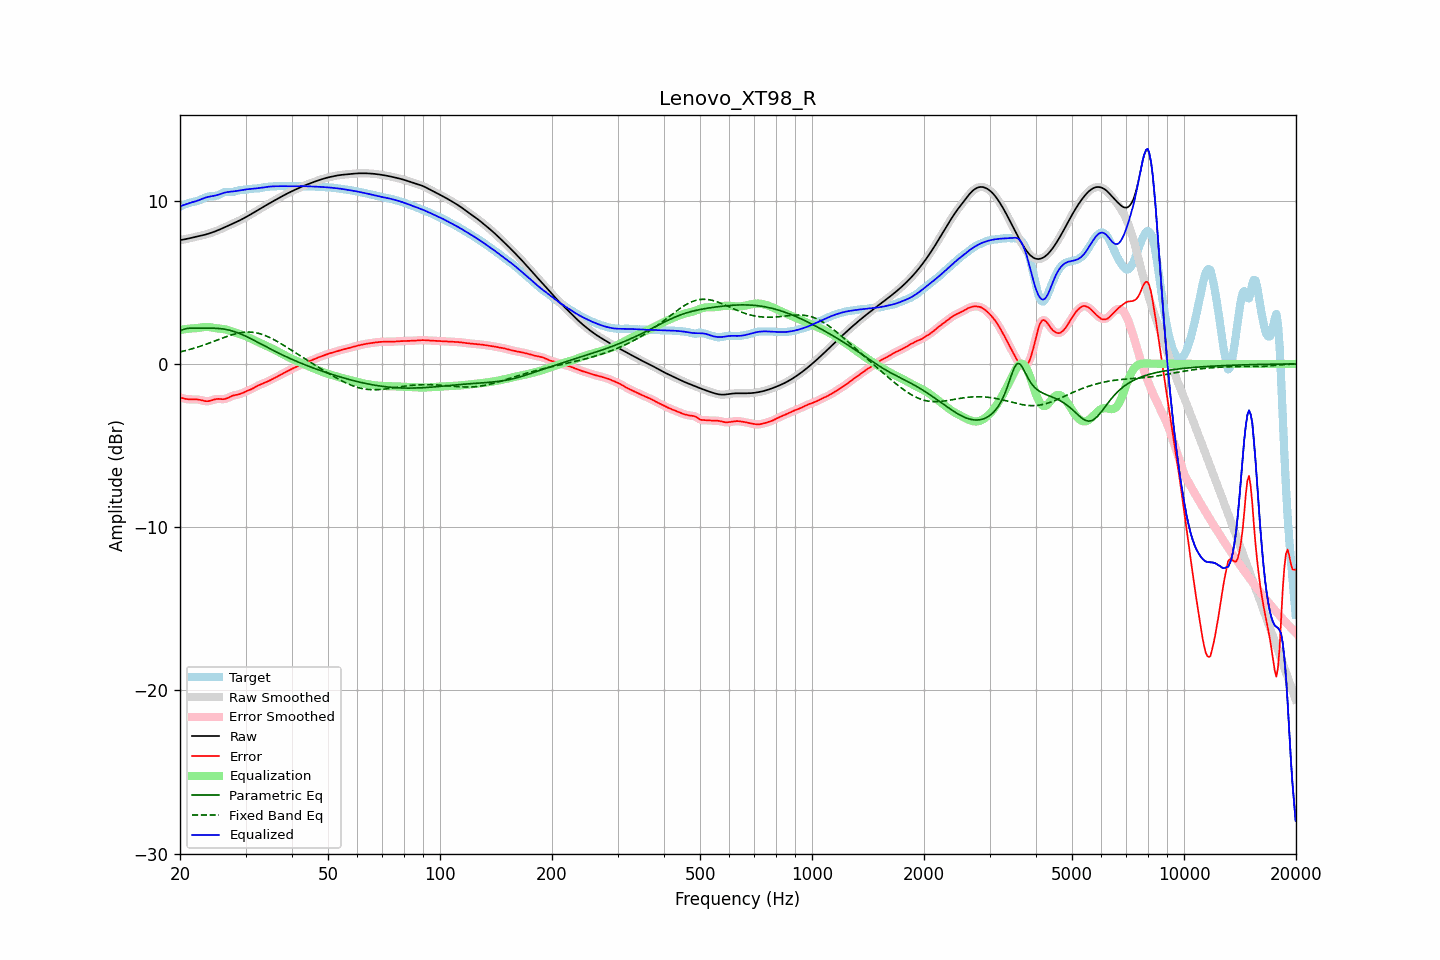 Lenovo_XT98_R
Amplitude (dBr)
10
0
−10
−20
−30
Target
Raw Smoothed
Error Smoothed
Raw
Error
Equalization
Parametric Eq
Fixed Band Eq
Equalized
20 50 100 200 500 1000 2000 5000 10000 20000
Frequency (Hz)